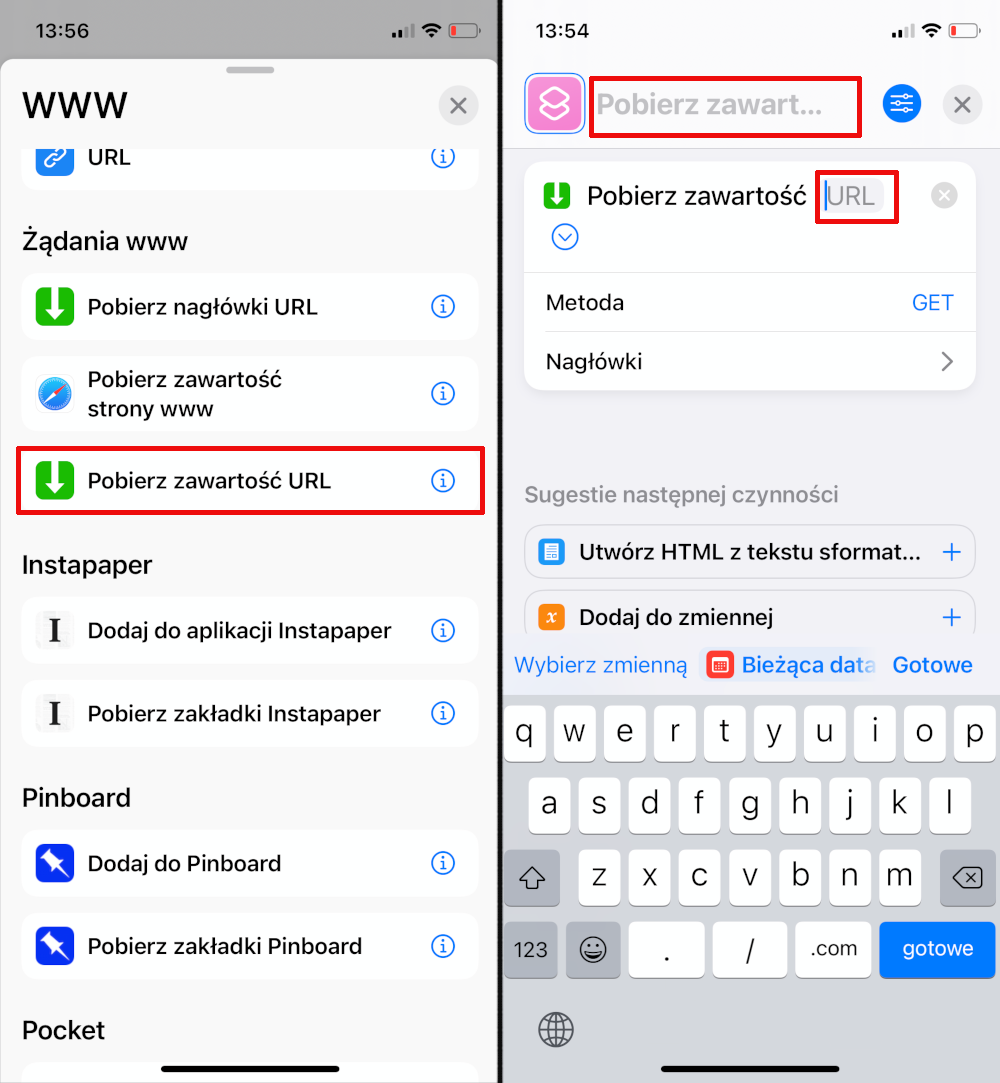 13:56
WWW
URL
Żądania www
Pobierz nagłówki URL
Pobierz zawartość
strony www
Pobierz zawartość URL
Instapaper
Dodaj do aplikacji Instapaper
Pobierz zakładki Instapaper
Pinboard
Dodaj do Pinboard
Pobierz zakładki Pinboard
Pocket
13:54
Pobierz zawart...
Pobierz zawartość URL
Metoda GET
Nagłówki
Sugestie następnej czynności
Utwórz HTML z tekstu sformat...
Dodaj do zmiennej
Wybierz zmienną Bieżąca data Gotowe
q w e r t y u i o p
a s d f g h j k l
z x c v b n m
123 . / .com gotowe